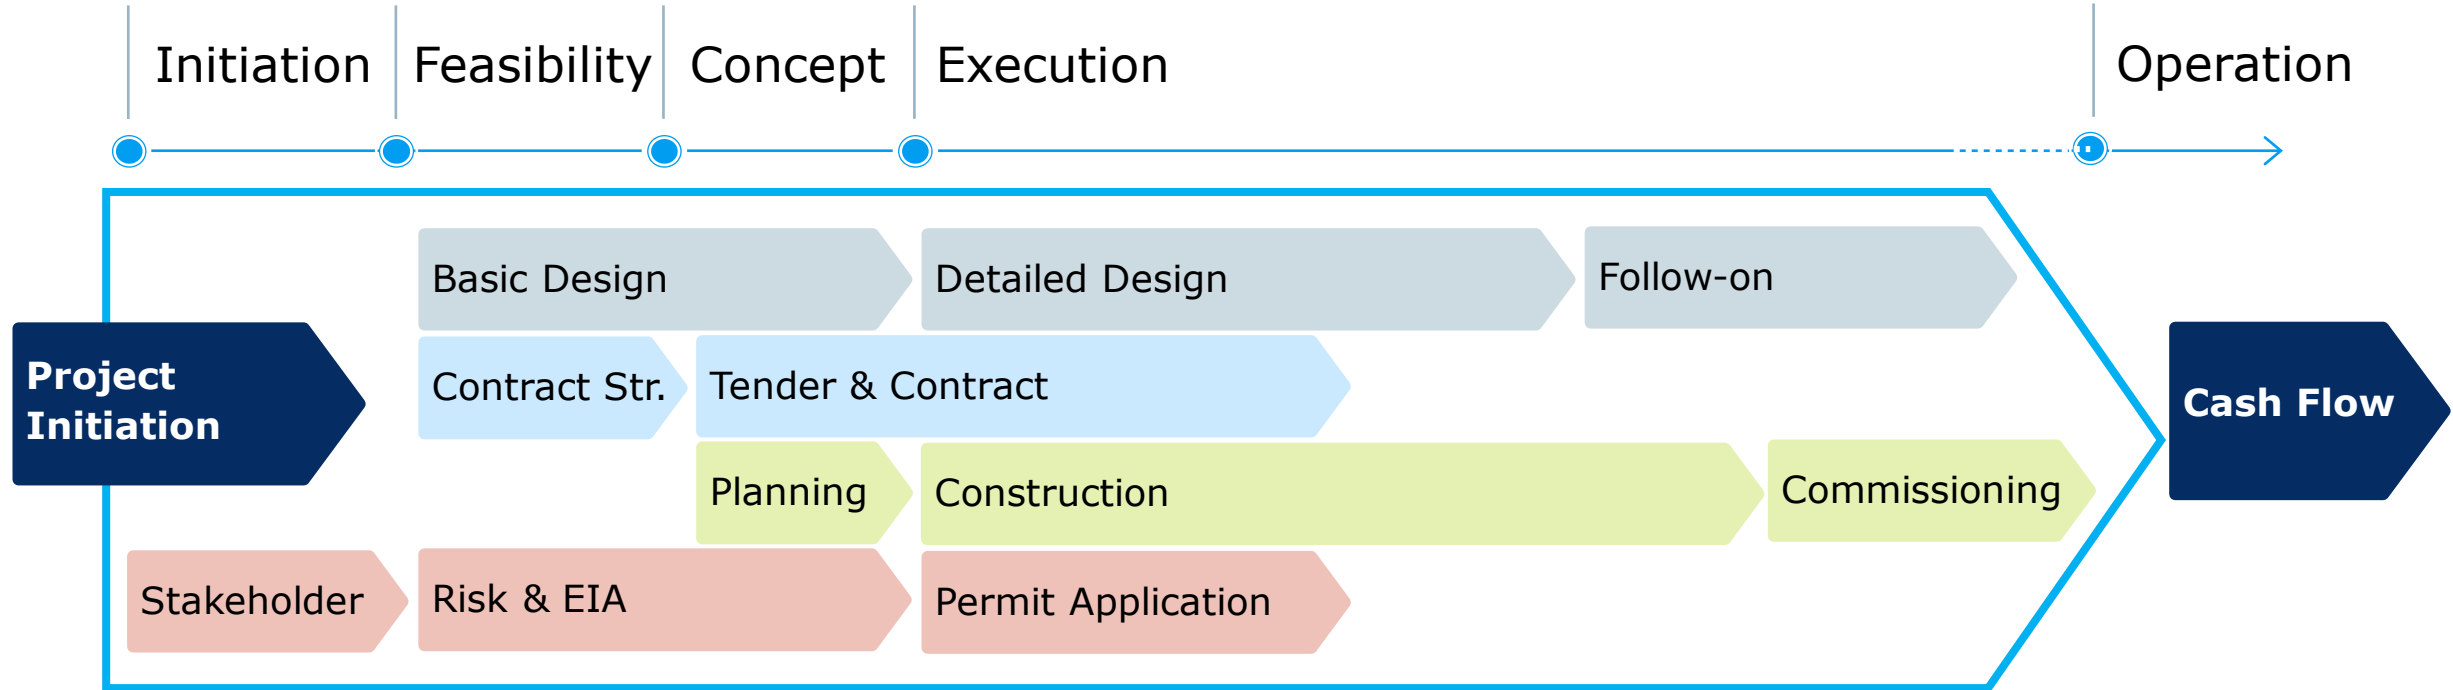 Initiation
Feasibility
Concept
Execution
Operation
Basic Design
Detailed Design
Follow-on
Project
Initiation
Contract Str.
Tender & Contract
Cash Flow
Planning
Construction
Commissioning
Stakeholder
Risk & EIA
Permit Application